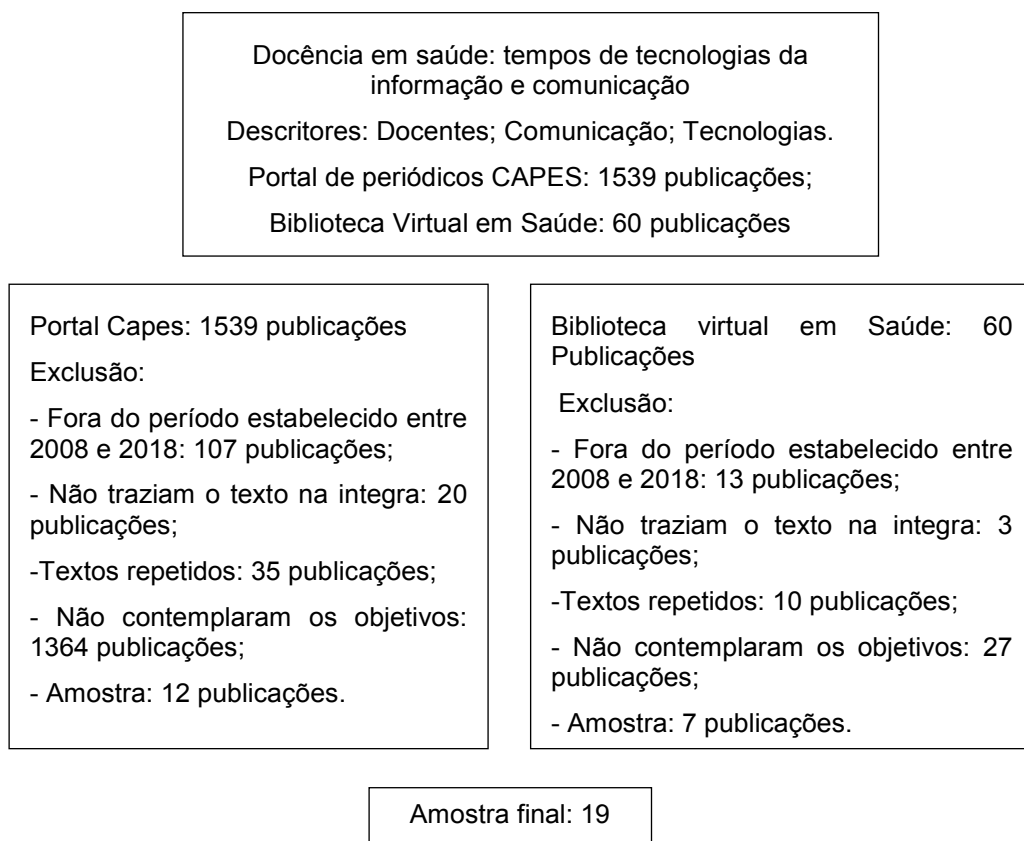 Docência em saúde: tempos de tecnologias da
informação e comunicação
Descritores: Docentes; Comunicação; Tecnologias.
Portal de periódicos CAPES: 1539 publicações;
Biblioteca Virtual em Saúde: 60 publicações
Portal Capes: 1539 publicações
Exclusão:
- Fora do período estabelecido entre
2008 e 2018: 107 publicações;
- Não traziam o texto na integra: 20
publicações;
-Textos repetidos: 35 publicações;
- Não contemplaram os objetivos:
1364 publicações;
- Amostra: 12 publicações.
Biblioteca virtual em Saúde: 60
Publicações
Exclusão:
- Fora do período estabelecido entre
2008 e 2018: 13 publicações;
- Não traziam o texto na integra: 3
publicações;
-Textos repetidos: 10 publicações;
- Não contemplaram os objetivos: 27
publicações;
- Amostra: 7 publicações.
Amostra final: 19